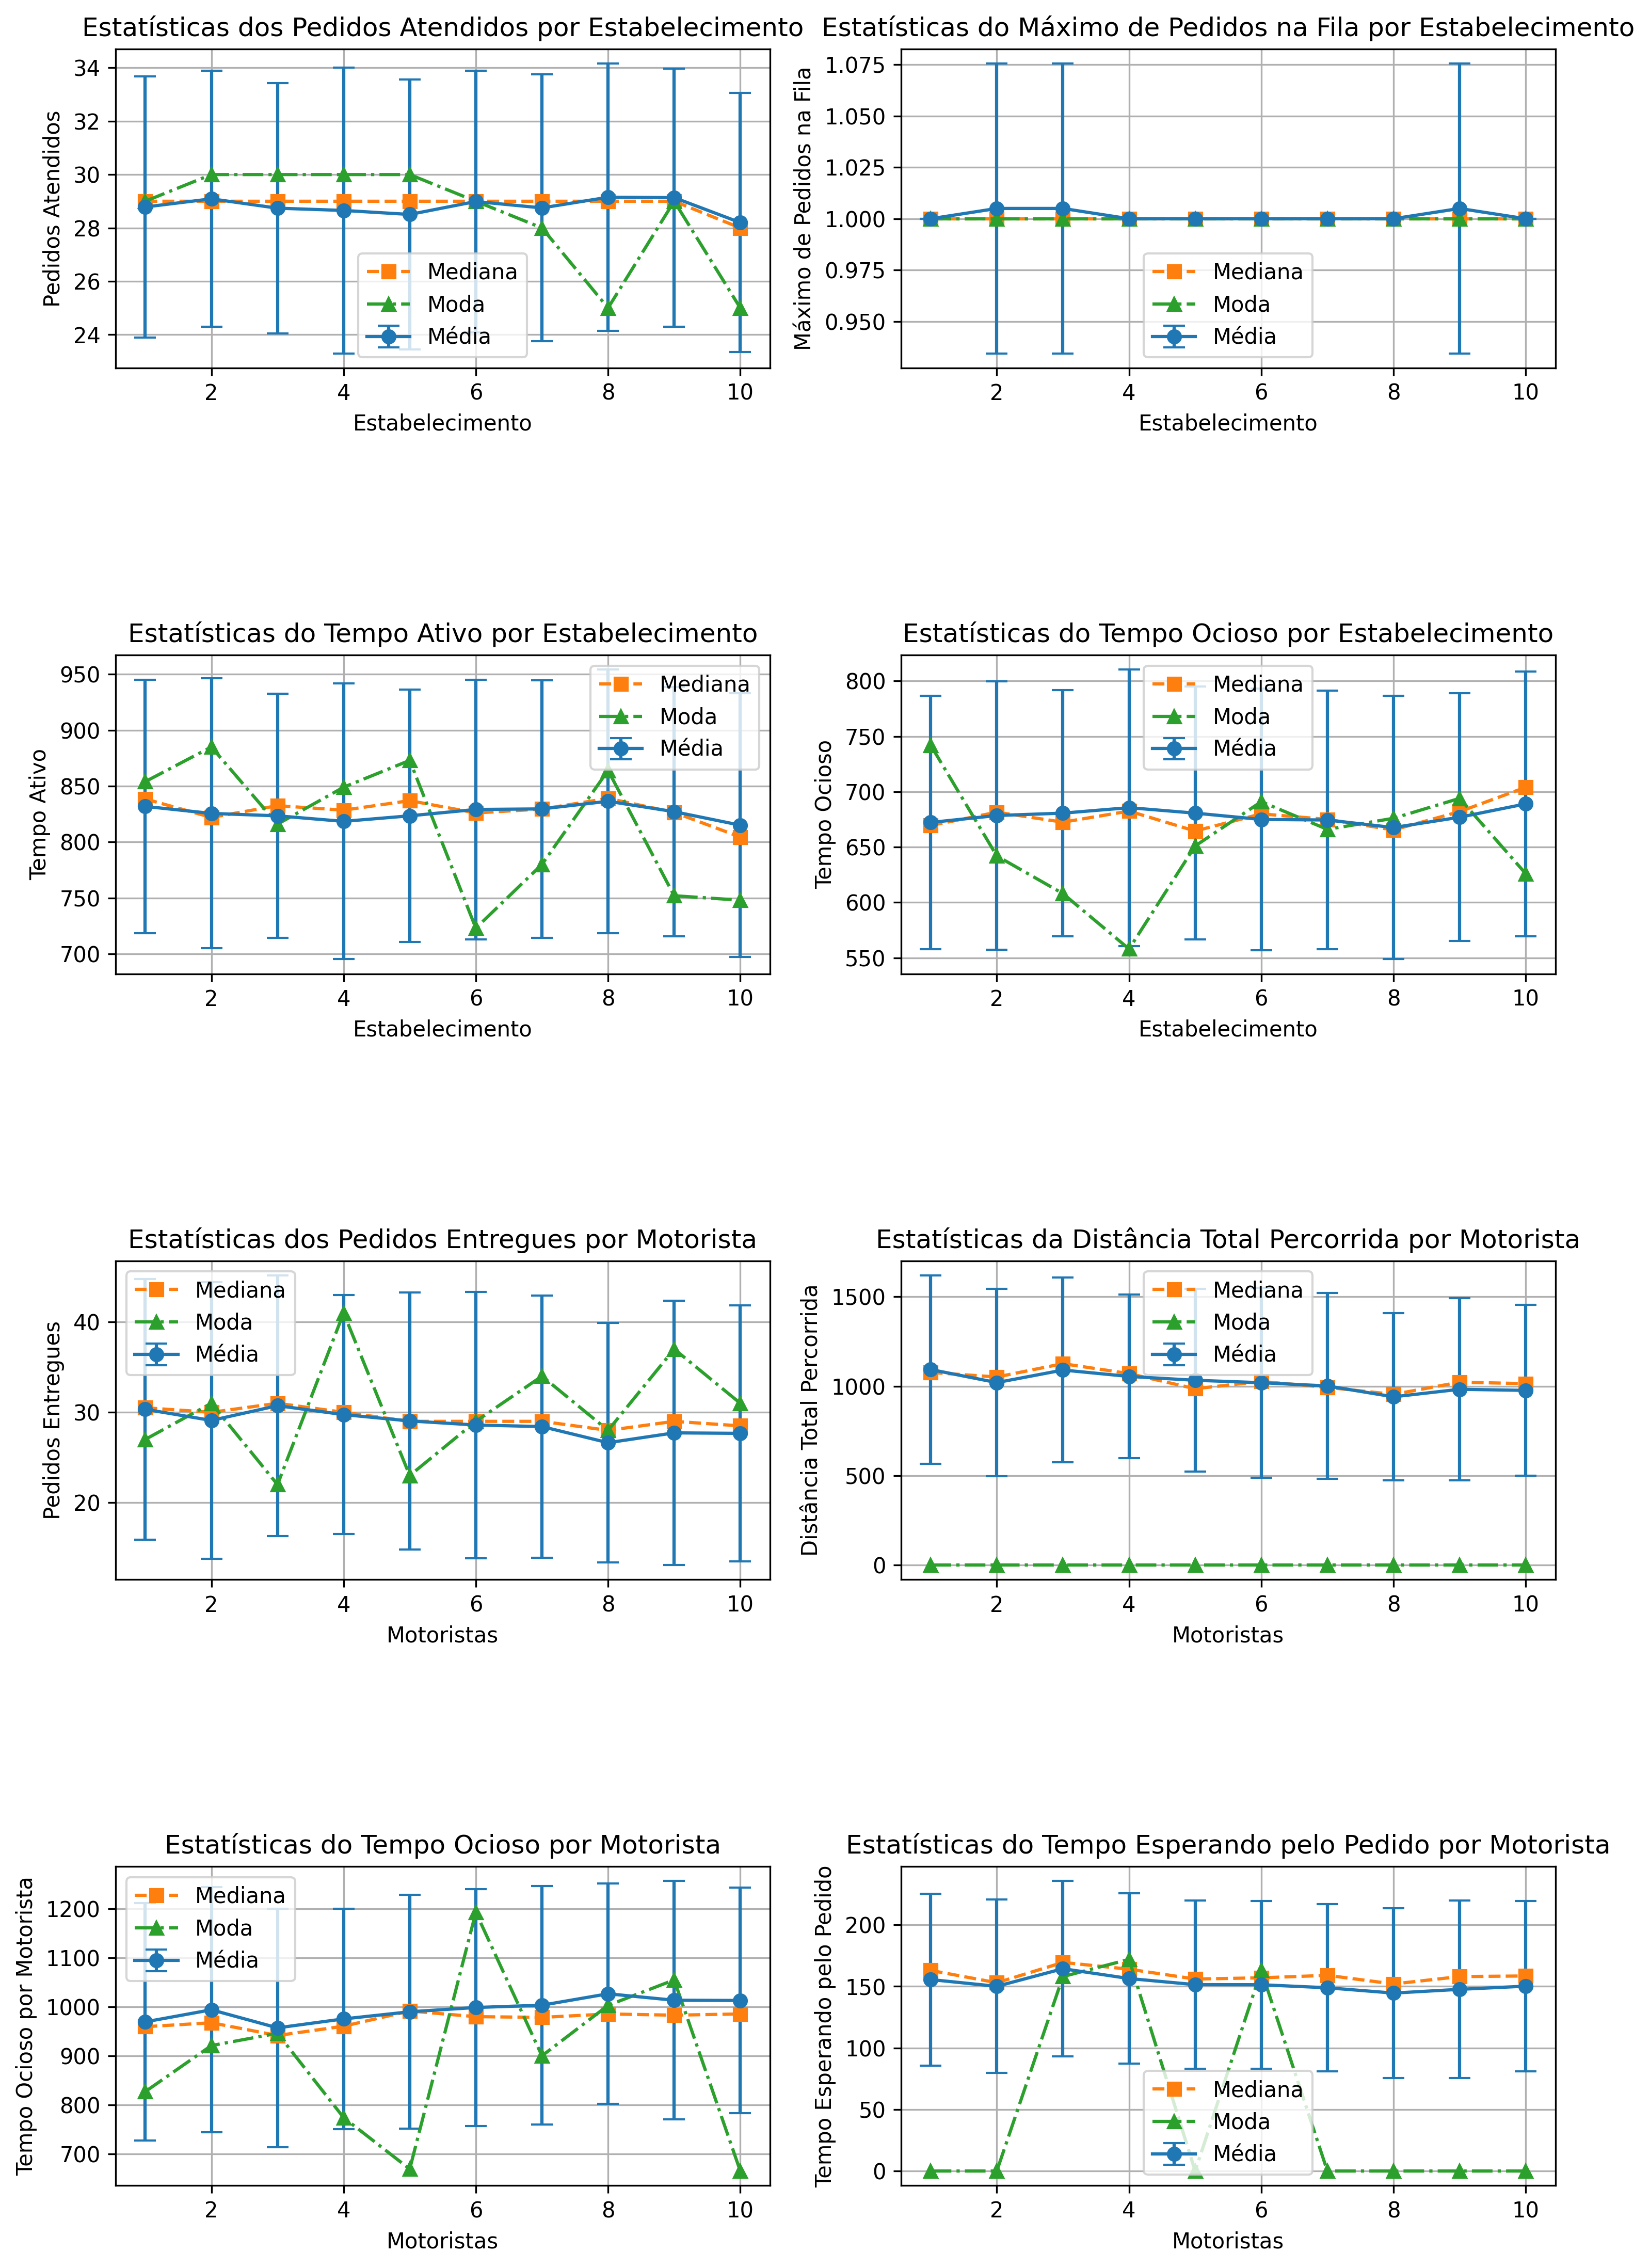 Estatísticas dos Pedidos Atendidos por Estabelecimento
Pedidos Atendidos
34
32
30
28
26
24
Mediana
Moda
Média
2 4 6 8 10
Estabelecimento
Estatísticas do Máximo de Pedidos na Fila por Estabelecimento
Máximo de Pedidos na Fila
1.075
1.050
1.025
1.000
0.975
0.950
Mediana
Moda
Média
2 4 6 8 10
Estabelecimento
Estatísticas do Tempo Ativo por Estabelecimento
Tempo Ativo
950
900
850
800
750
700
Mediana
Moda
Média
2 4 6 8 10
Estabelecimento
Estatísticas do Tempo Ocioso por Estabelecimento
Tempo Ocioso
800
750
700
650
600
550
Mediana
Moda
Média
2 4 6 8 10
Estabelecimento
Estatísticas dos Pedidos Entregues por Motorista
Pedidos Entregues
40
30
20
Mediana
Moda
Média
2 4 6 8 10
Motoristas
Estatísticas da Distância Total Percorrida por Motorista
Distância Total Percorrida
1500
1000
500
0
Mediana
Moda
Média
2 4 6 8 10
Motoristas
Estatísticas do Tempo Ocioso por Motorista
Tempo Ocioso por Motorista
1200
1100
1000
900
800
700
Mediana
Moda
Média
2 4 6 8 10
Motoristas
Estatísticas do Tempo Esperando pelo Pedido por Motorista
Tempo Esperando pelo Pedido
200
150
100
50
0
Mediana
Moda
Média
2 4 6 8 10
Motoristas